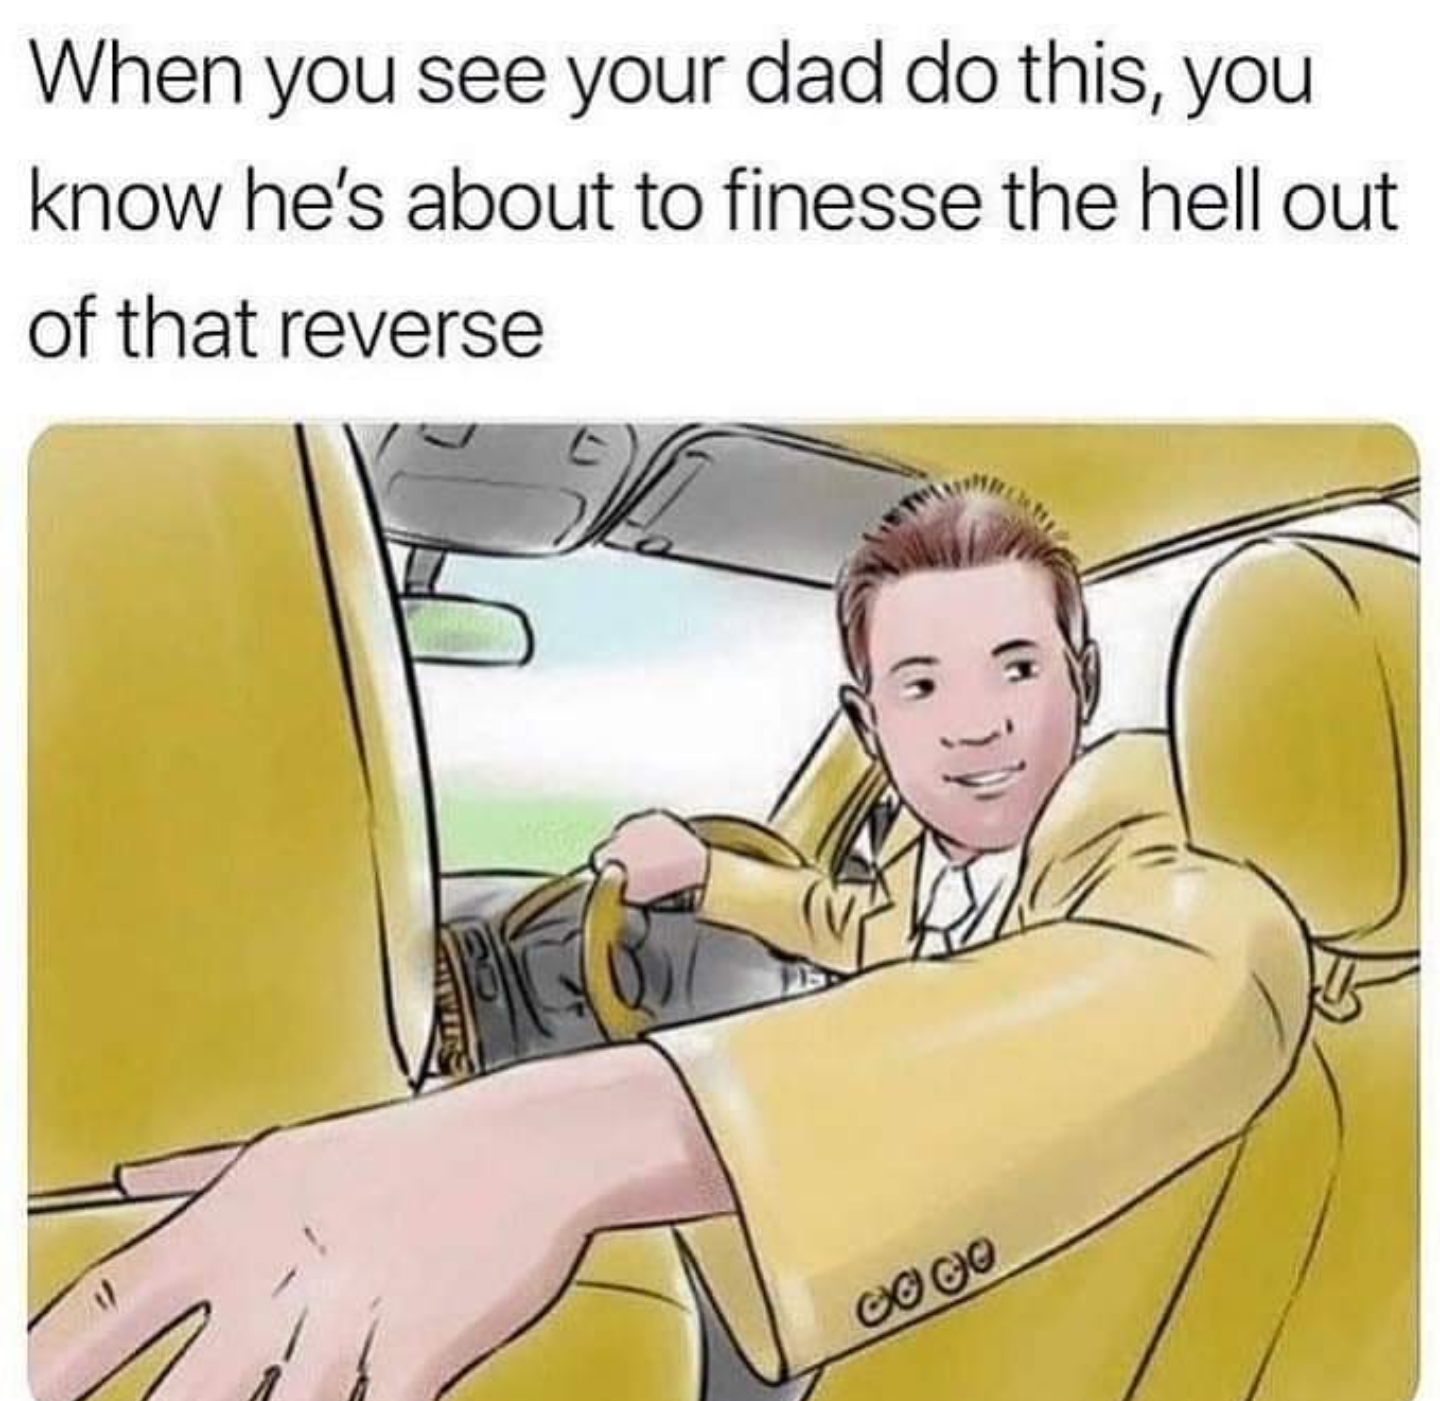 When you see your dad do this, you
know he's about to finesse the hell out
of that reverse